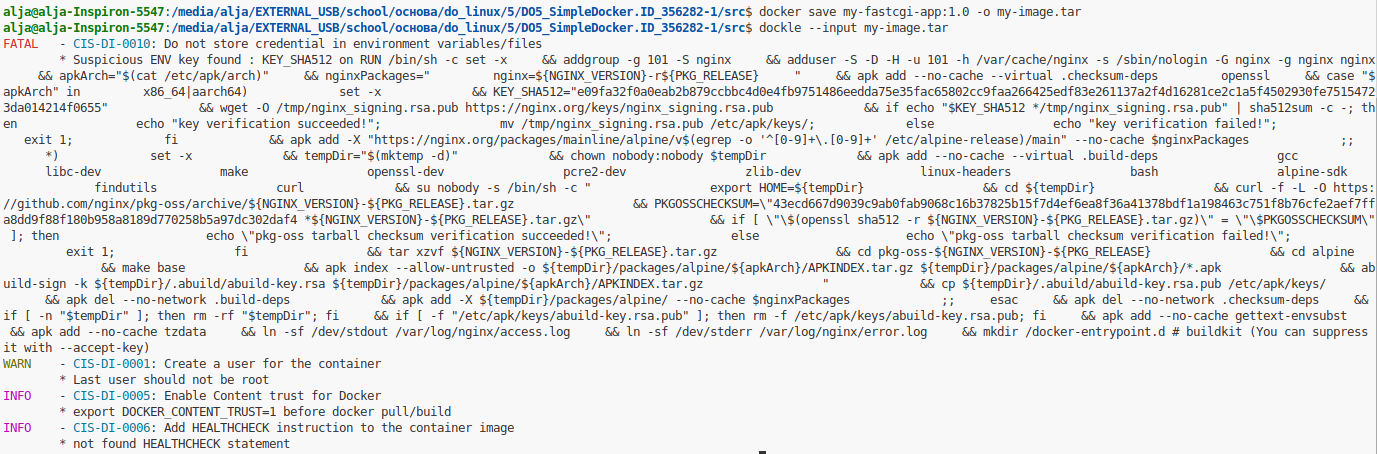 alja@alja-Inspiron-5547:/media/alja/EXTERNAL_USB/school/основа/do_linux/5/DO5_SimpleDocker.ID_356282-1/src$ docker save my-fastcgi-app:1.0 -o my-image.tar
alja@alja-Inspiron-5547:/media/alja/EXTERNAL_USB/school/основа/do_linux/5/DO5_SimpleDocker.ID_356282-1/src$ dockle --input my-image.tar
FATAL   - CIS-DI-0010: Do not store credential in environment variables/files
        * Suspicious ENV key found : KEY_SHA512 on RUN /bin/sh -c set -x     && addgroup -g 101 -S nginx     && adduser -S -D -H -u 101 -h /var/cache/nginx -s /sbin/nologin -G nginx -g nginx nginx
     && apkArch="$(cat /etc/apk/arch)"     && nginxPackages="         nginx=${NGINX_VERSION}-r${PKG_RELEASE}     "     && apk add --no-cache --virtual .checksum-deps         openssl     && case "$
apkArch" in         x86_64|aarch64)             set -x             && KEY_SHA512="e09fa32f0a0eab2b879ccbbc4d0e4fb9751486eedda75e35fac65802cc9faa266425edf83e261137a2f4d16281ce2c1a5f4502930fe7515472
3da014214f0655"             && wget -O /tmp/nginx_signing.rsa.pub https://nginx.org/keys/nginx_signing.rsa.pub             && if echo "$KEY_SHA512 */tmp/nginx_signing.rsa.pub" | sha512sum -c -; th
en                 echo "key verification succeeded!";                 mv /tmp/nginx_signing.rsa.pub /etc/apk/keys/;             else                 echo "key verification failed!";
   exit 1;             fi             && apk add -X "https://nginx.org/packages/mainline/alpine/v$(egrep -o '^[0-9]+\.[0-9]+' /etc/alpine-release)/main" --no-cache $nginxPackages             ;;
      *)             set -x             && tempDir="$(mktemp -d)"             && chown nobody:nobody $tempDir             && apk add --no-cache --virtual .build-deps                 gcc
      libc-dev                 make                 openssl-dev                 pcre2-dev                 zlib-dev                 linux-headers                 bash                 alpine-sdk
             findutils                 curl             && su nobody -s /bin/sh -c "                 export HOME=${tempDir}                 && cd ${tempDir}                 && curl -f -L -O https:
//github.com/nginx/pkg-oss/archive/${NGINX_VERSION}-${PKG_RELEASE}.tar.gz                 && PKGOSSCHECKSUM=\"43ecd667d9039c9ab0fab9068c16b37825b15f7d4ef6ea8f36a41378bdf1a198463c751f8b76cfe2aef7ff
a8dd9f88f180b958a8189d770258b5a97dc302daf4 *${NGINX_VERSION}-${PKG_RELEASE}.tar.gz\"                 && if [ \"\$(openssl sha512 -r ${NGINX_VERSION}-${PKG_RELEASE}.tar.gz)\" = \"\$PKGOSSCHECKSUM\"
 ]; then                     echo \"pkg-oss tarball checksum verification succeeded!\";                 else                     echo \"pkg-oss tarball checksum verification failed!\";
         exit 1;                 fi                 && tar xzvf ${NGINX_VERSION}-${PKG_RELEASE}.tar.gz                 && cd pkg-oss-${NGINX_VERSION}-${PKG_RELEASE}                 && cd alpine
              && make base                 && apk index --allow-untrusted -o ${tempDir}/packages/alpine/${apkArch}/APKINDEX.tar.gz ${tempDir}/packages/alpine/${apkArch}/*.apk                 && ab
uild-sign -k ${tempDir}/.abuild/abuild-key.rsa ${tempDir}/packages/alpine/${apkArch}/APKINDEX.tar.gz                 "             && cp ${tempDir}/.abuild/abuild-key.rsa.pub /etc/apk/keys/
      && apk del --no-network .build-deps             && apk add -X ${tempDir}/packages/alpine/ --no-cache $nginxPackages             ;;     esac     && apk del --no-network .checksum-deps     &&
if [ -n "$tempDir" ]; then rm -rf "$tempDir"; fi     && if [ -f "/etc/apk/keys/abuild-key.rsa.pub" ]; then rm -f /etc/apk/keys/abuild-key.rsa.pub; fi     && apk add --no-cache gettext-envsubst
 && apk add --no-cache tzdata     && ln -sf /dev/stdout /var/log/nginx/access.log     && ln -sf /dev/stderr /var/log/nginx/error.log     && mkdir /docker-entrypoint.d # buildkit (You can suppress
it with --accept-key)
WARN    - CIS-DI-0001: Create a user for the container
        * Last user should not be root
INFO    - CIS-DI-0005: Enable Content trust for Docker
        * export DOCKER_CONTENT_TRUST=1 before docker pull/build
INFO    - CIS-DI-0006: Add HEALTHCHECK instruction to the container image
        * not found HEALTHCHECK statement